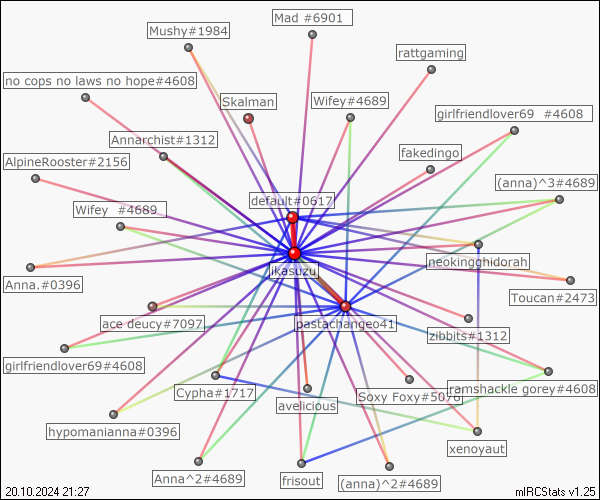 Mad #6901
Mushy#1984
rattgaming
no cops no laws no hope#4608
Skalman
Wifey#4689
girlfriendlover69 #4608
Annarchist#1312
fakedingo
AlpineRooster#2156
(anna)^3#4689
default#0617
Wifey #4689
neokingghidorah
ikasuzu
Anna.#0396
Toucan#2473
ace deucy#7097
pastachangeo41
zibbits#1312
girlfriendlover69#4608
Cypha#1717
Soxy Foxy#5076
ramshackle gorey#4608
avelicious
hypomanianna#0396
xenoyaut
Anna^2#4689
frisout
(anna)^2#4689
20.10.2024 21:27
mIRCStats v1.25